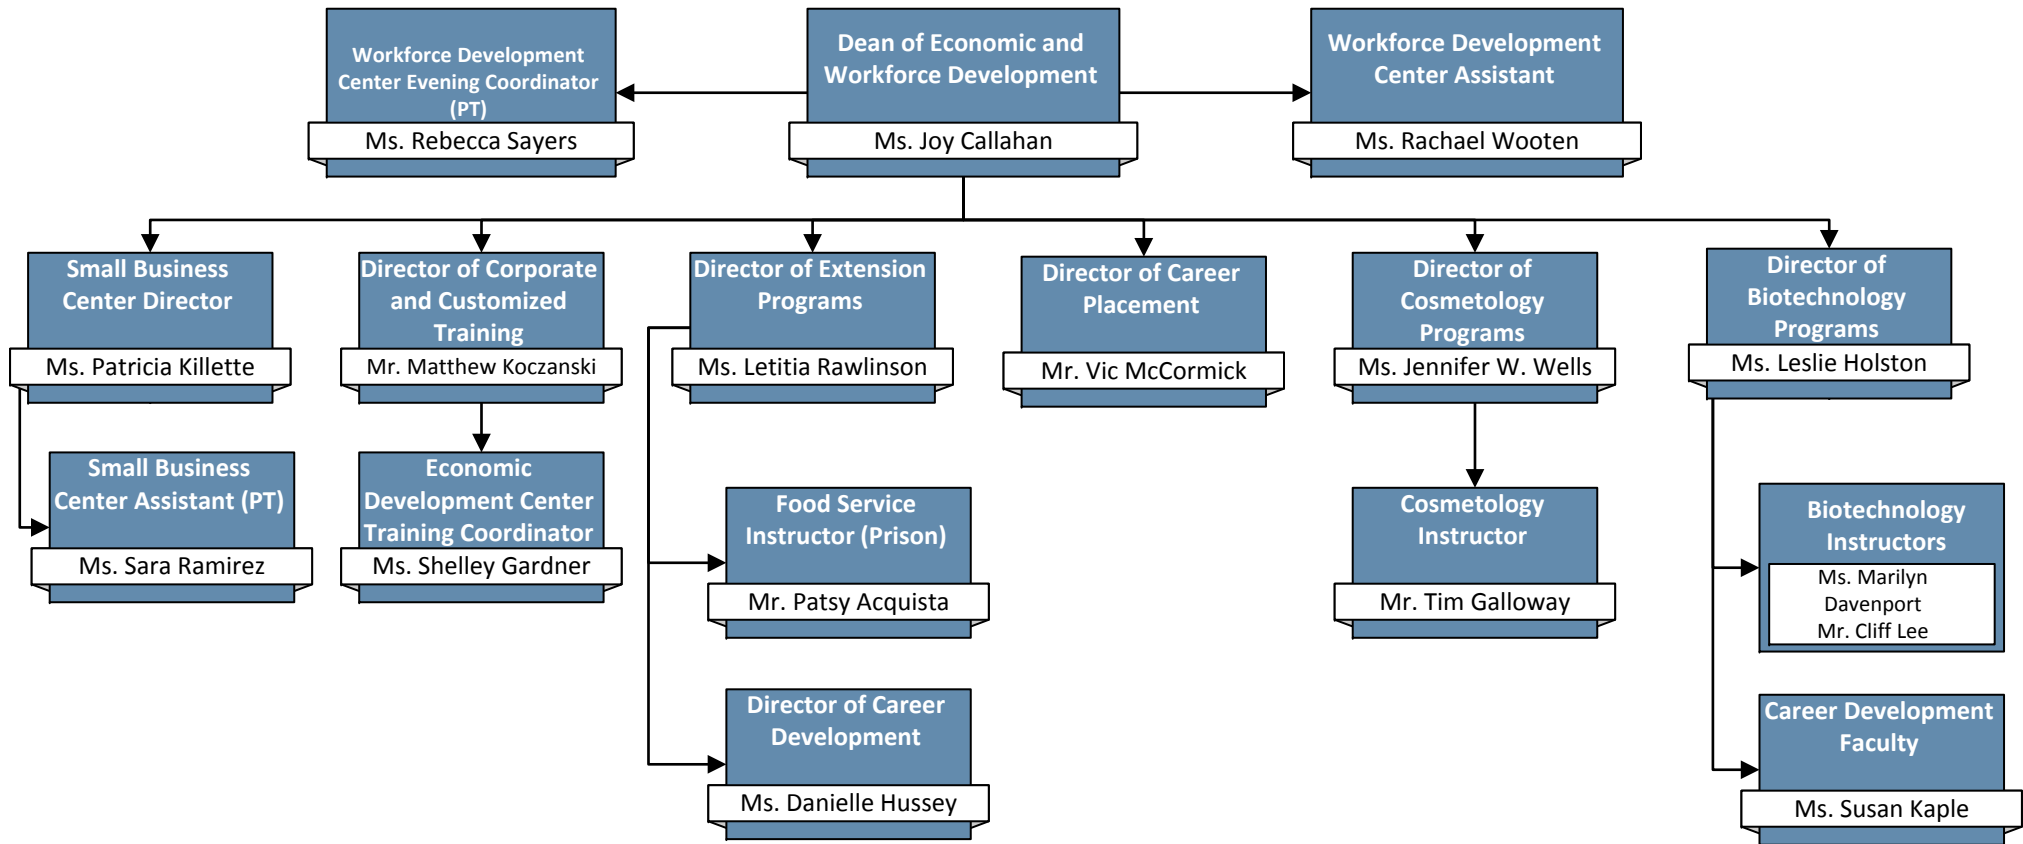 Workforce Development
Center Evening Coordinator
(PT)
Ms. Rebecca Sayers
Dean of Economic and
Workforce Development
Ms. Joy Callahan
Workforce Development
Center Assistant
Ms. Rachael Wooten
Small Business
Center Director
Ms. Patricia Killette
Director of Corporate
and Customized
Training
Mr. Matthew Koczanski
Director of Extension
Programs
Ms. Letitia Rawlinson
Director of Career
Placement
Mr. Vic McCormick
Director of
Cosmetology
Programs
Ms. Jennifer W. Wells
Director of
Biotechnology
Programs
Ms. Leslie Holston
Small Business
Center Assistant (PT)
Ms. Sara Ramirez
Economic
Development Center
Training Coordinator
Ms. Shelley Gardner
Food Service
Instructor (Prison)
Mr. Patsy Acquista
Cosmetology
Instructor
Mr. Tim Galloway
Biotechnology
Instructors
Ms. Marilyn
Davenport
Mr. Cliff Lee
Director of Career
Development
Ms. Danielle Hussey
Career Development
Faculty
Ms. Susan Kaple